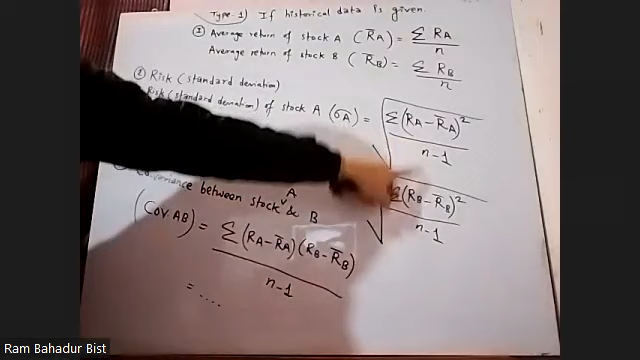 Type-1) If historical data is given.
① Average return of stock A (R̄A) = ΣRA/n
Average return of stock B (R̄B) = ΣRB/n
② Risk (standard deviation)
Risk (standard deviation) of stock A (σA) = √(Σ(RA-R̄A)²/n-1)
√(Σ(RB-R̄B)²/n-1)
between stock A & B
(COV AB) = Σ(RA-R̄A)(RB-R̄B)/n-1
= ....
Ram Bahadur Bist